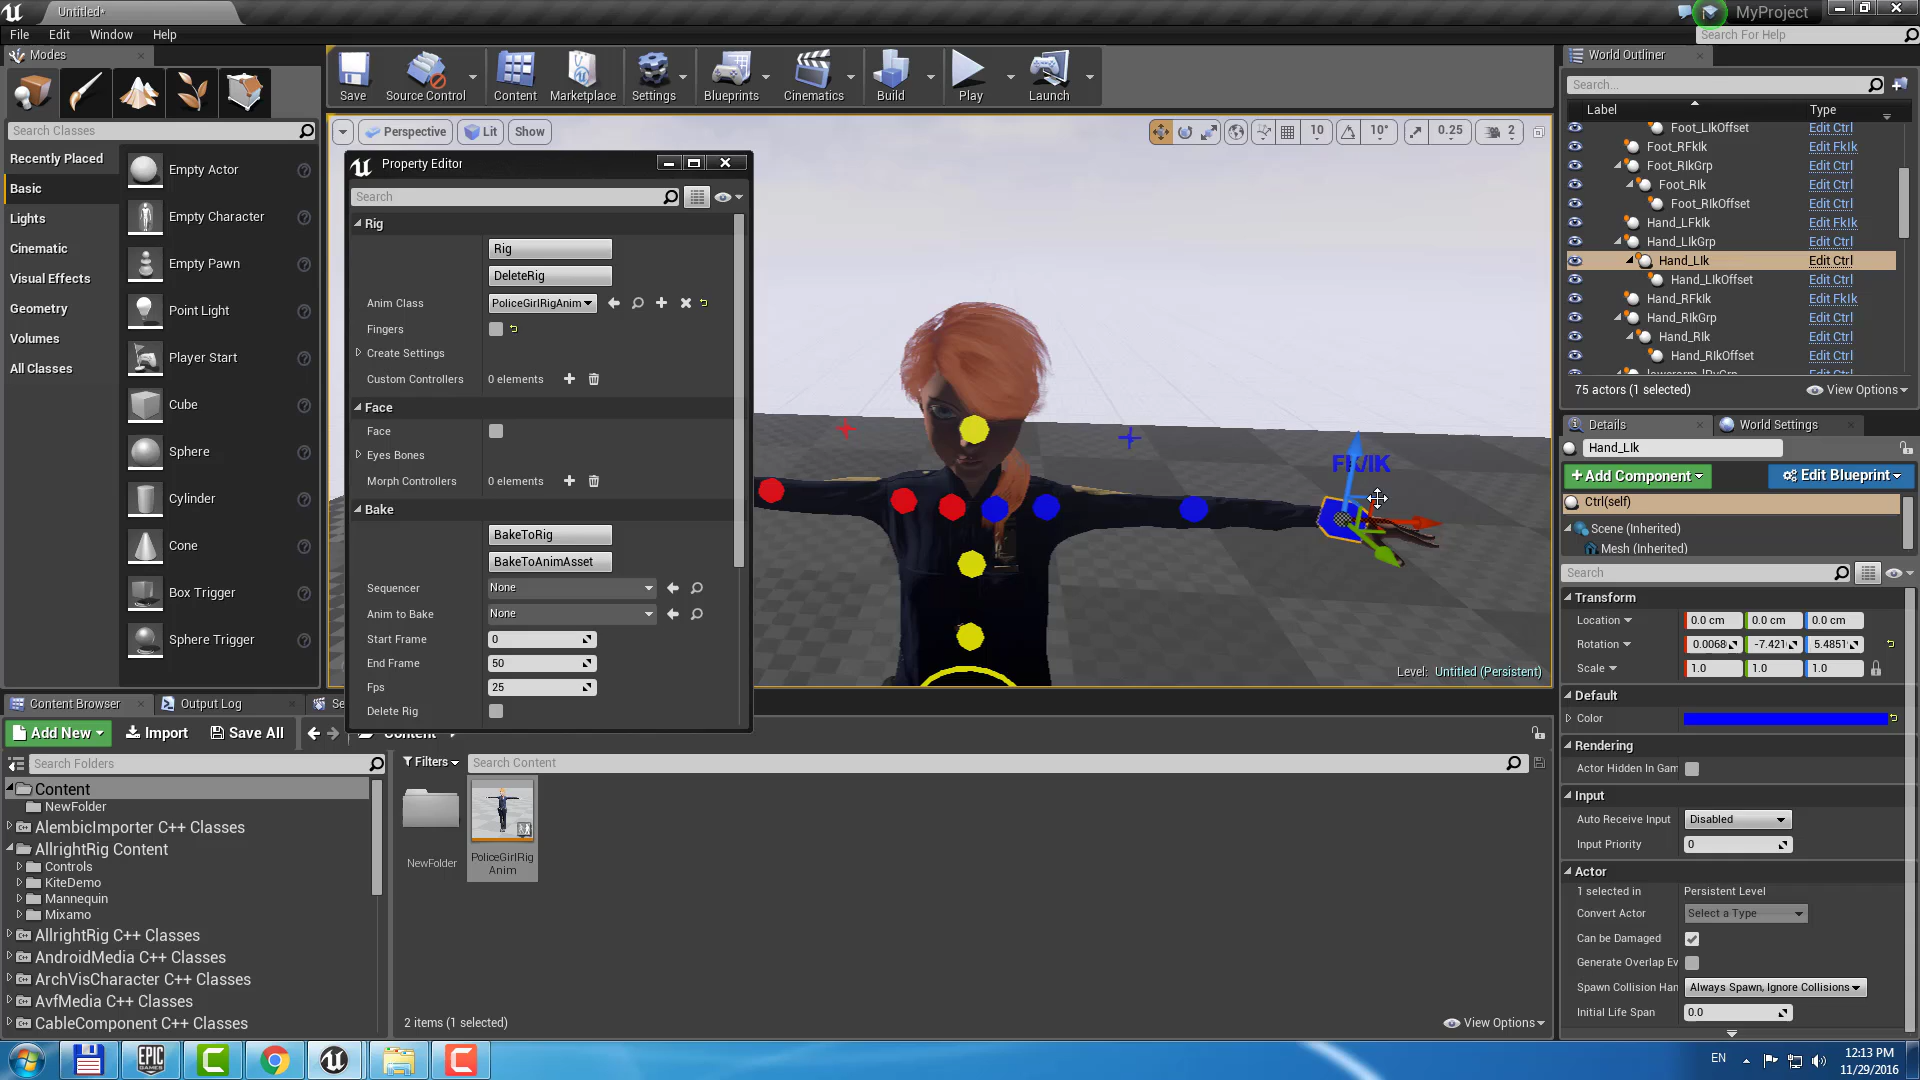 Untitled*
MyProject
File Edit Window Help
Search For Help
Modes
Save
Source Control
Content
Marketplace
Settings
Blueprints
Cinematics
Build
Play
Launch
World Outliner
Search...
Label Type
Foot_LIkOffset Edit Ctrl
Foot_RFkIk Edit FkIk
Foot_RIkGrp Edit Ctrl
Foot_RIk Edit Ctrl
Foot_RIkOffset Edit Ctrl
Hand_LFkIk Edit FkIk
Hand_LIkGrp Edit Ctrl
Hand_LIk Edit Ctrl
Hand_LIkOffset Edit Ctrl
Hand_RFkIk Edit FkIk
Hand_RIkGrp Edit Ctrl
Hand_RIk Edit Ctrl
Hand_RIkOffset Edit Ctrl
75 actors (1 selected) View Options
Search Classes
Recently Placed
Basic
Lights
Cinematic
Visual Effects
Geometry
Volumes
All Classes
Empty Actor
Empty Character
Empty Pawn
Point Light
Player Start
Cube
Sphere
Cylinder
Cone
Box Trigger
Sphere Trigger
Perspective Lit Show
10 10° 0.25 2
Property Editor
Search
Rig
Rig
DeleteRig
Anim Class PoliceGirlRigAnim
Fingers
Create Settings
Custom Controllers 0 elements
Face
Face
Eyes Bones
Morph Controllers 0 elements
Bake
BakeToRig
BakeToAnimAsset
Sequencer None
Anim to Bake None
Start Frame 0
End Frame 50
Fps 25
Delete Rig
FK/IK
Level: Untitled (Persistent)
Details World Settings
Hand_LIk
+Add Component Edit Blueprint
Ctrl(self)
Scene (Inherited)
Mesh (Inherited)
Search
Transform
Location 0.0 cm 0.0 cm 0.0 cm
Rotation 0.0068 -7.421 5.4851
Scale 1.0 1.0 1.0
Default
Color
Rendering
Actor Hidden In Gam
Input
Auto Receive Input Disabled
Input Priority 0
Actor
1 selected in Persistent Level
Convert Actor Select a Type
Can be Damaged
Generate Overlap Ev
Spawn Collision Han Always Spawn, Ignore Collisions
Initial Life Span 0.0
Content Browser Output Log Se
Add New Import Save All Content
Search Folders
Filters Search Content
Content
NewFolder
AlembicImporter C++ Classes
AllrightRig Content
Controls
KiteDemo
Mannequin
Mixamo
AllrightRig C++ Classes
AndroidMedia C++ Classes
ArchVisCharacter C++ Classes
AvfMedia C++ Classes
CableComponent C++ Classes
NewFolder
PoliceGirlRig
Anim
2 items (1 selected) View Options
EPIC
GAMES
EN
12:13 PM
11/29/2016